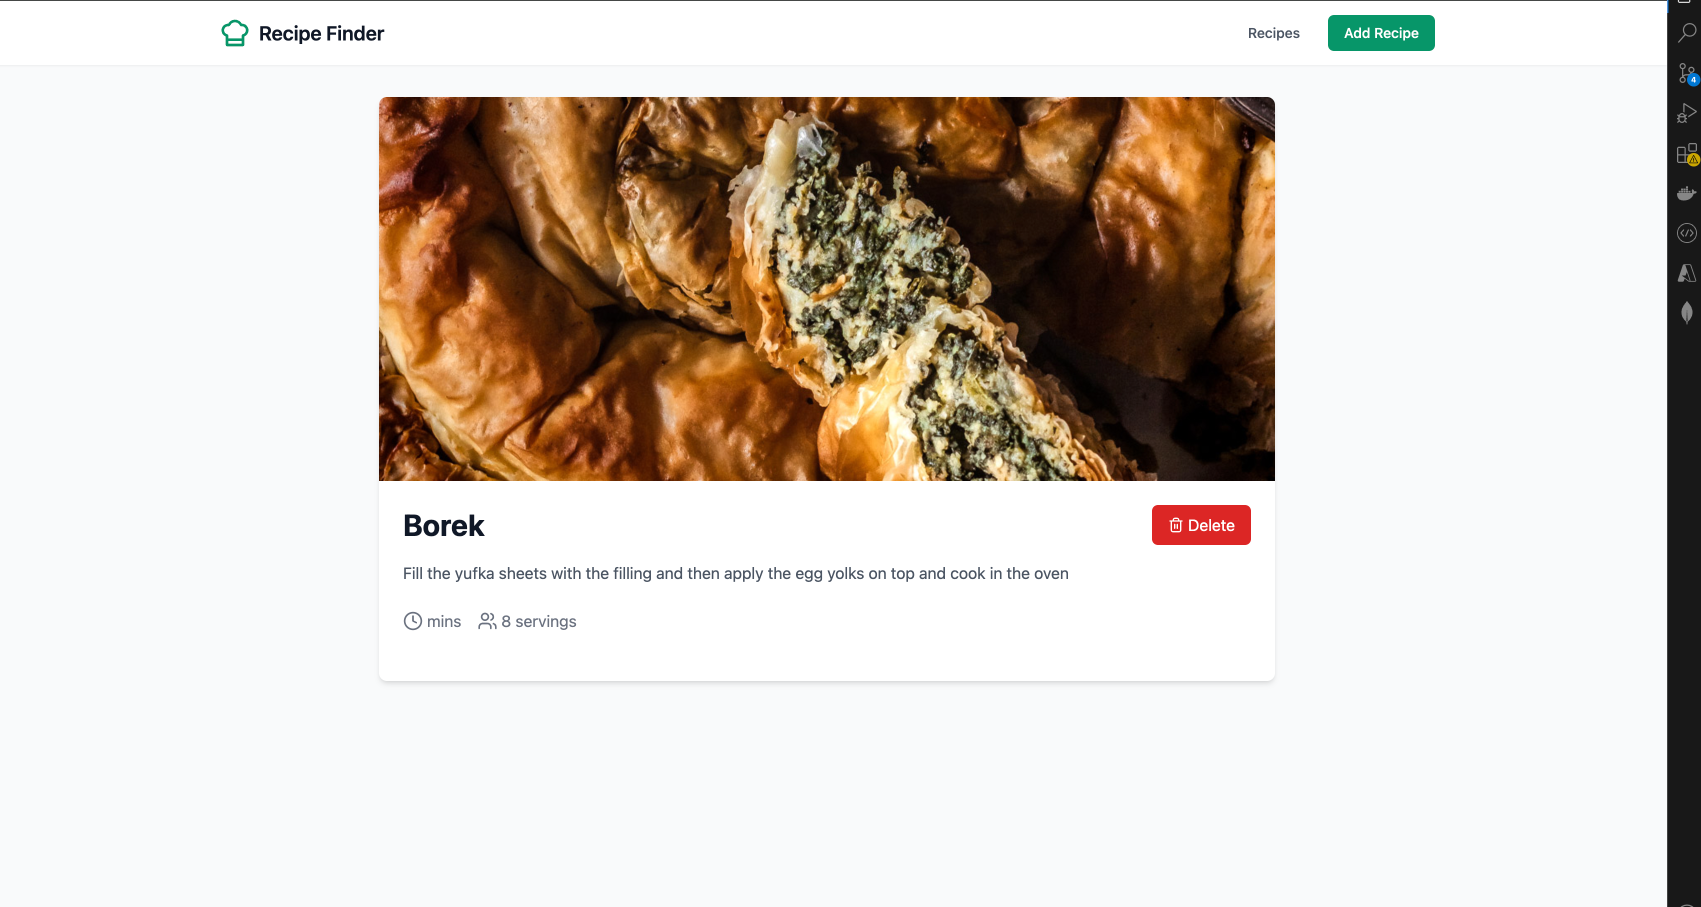 Recipe Finder
Recipes
Add Recipe
4
Borek
Delete
Fill the yufka sheets with the filling and then apply the egg yolks on top and cook in the oven
mins
8 servings